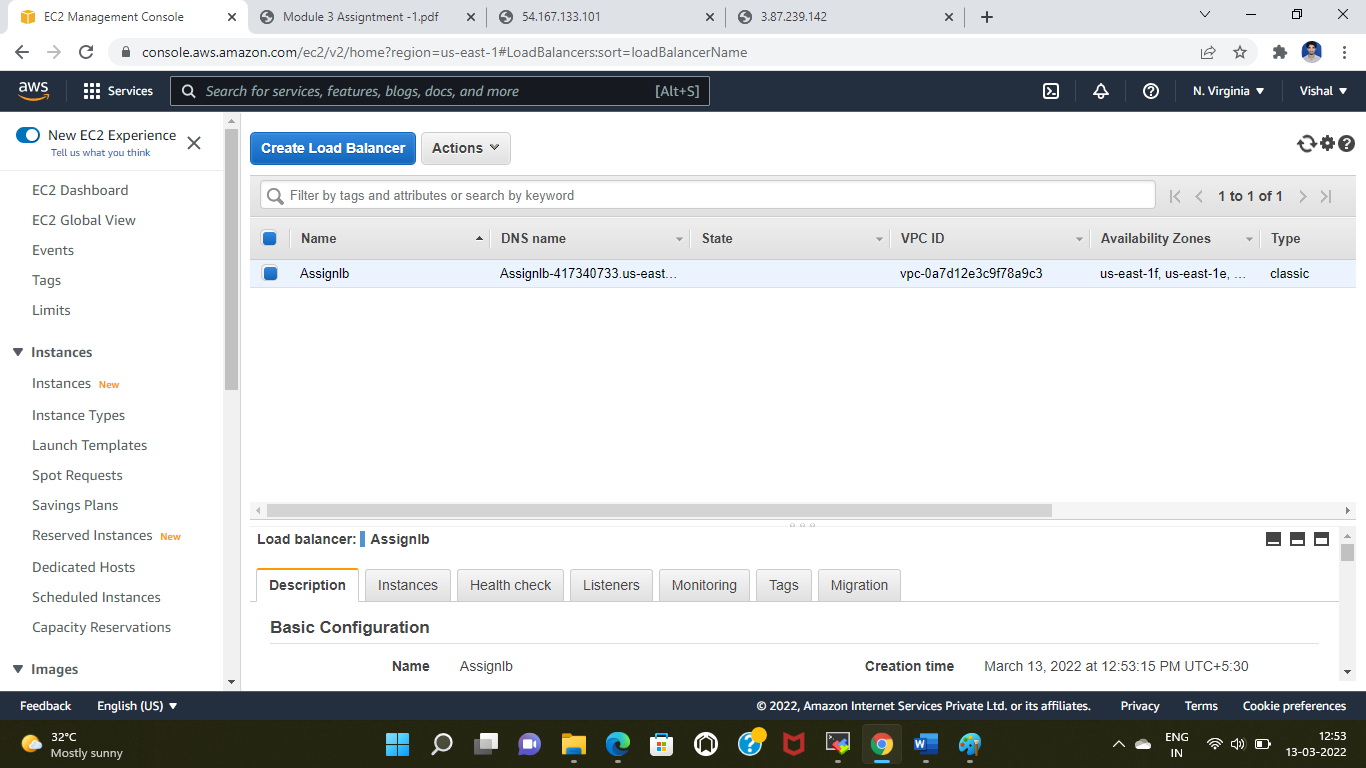 EC2 Management Console
Module 3 Assigntment -1.pdf
54.167.133.101
3.87.239.142
console.aws.amazon.com/ec2/v2/home?region=us-east-1#LoadBalancers:sort=loadBalancerName
aws
Services
Search for services, features, blogs, docs, and more
[Alt+S]
N. Virginia
Vishal
New EC2 Experience
Tell us what you think
EC2 Dashboard
EC2 Global View
Events
Tags
Limits
Instances
Instances New
Instance Types
Launch Templates
Spot Requests
Savings Plans
Reserved Instances New
Dedicated Hosts
Scheduled Instances
Capacity Reservations
Images
Create Load Balancer
Actions
Filter by tags and attributes or search by keyword
1 to 1 of 1
Name DNS name State VPC ID Availability Zones Type
Assignlb Assignlb-417340733.us-east... vpc-0a7d12e3c9f78a9c3 us-east-1f, us-east-1e, ... classic
Load balancer: Assignlb
Description Instances Health check Listeners Monitoring Tags Migration
Basic Configuration
Name Assignlb Creation time March 13, 2022 at 12:53:15 PM UTC+5:30
Feedback English (US) © 2022, Amazon Internet Services Private Ltd. or its affiliates. Privacy Terms Cookie preferences
32°C
Mostly sunny
ENG
IN
12:53
13-03-2022